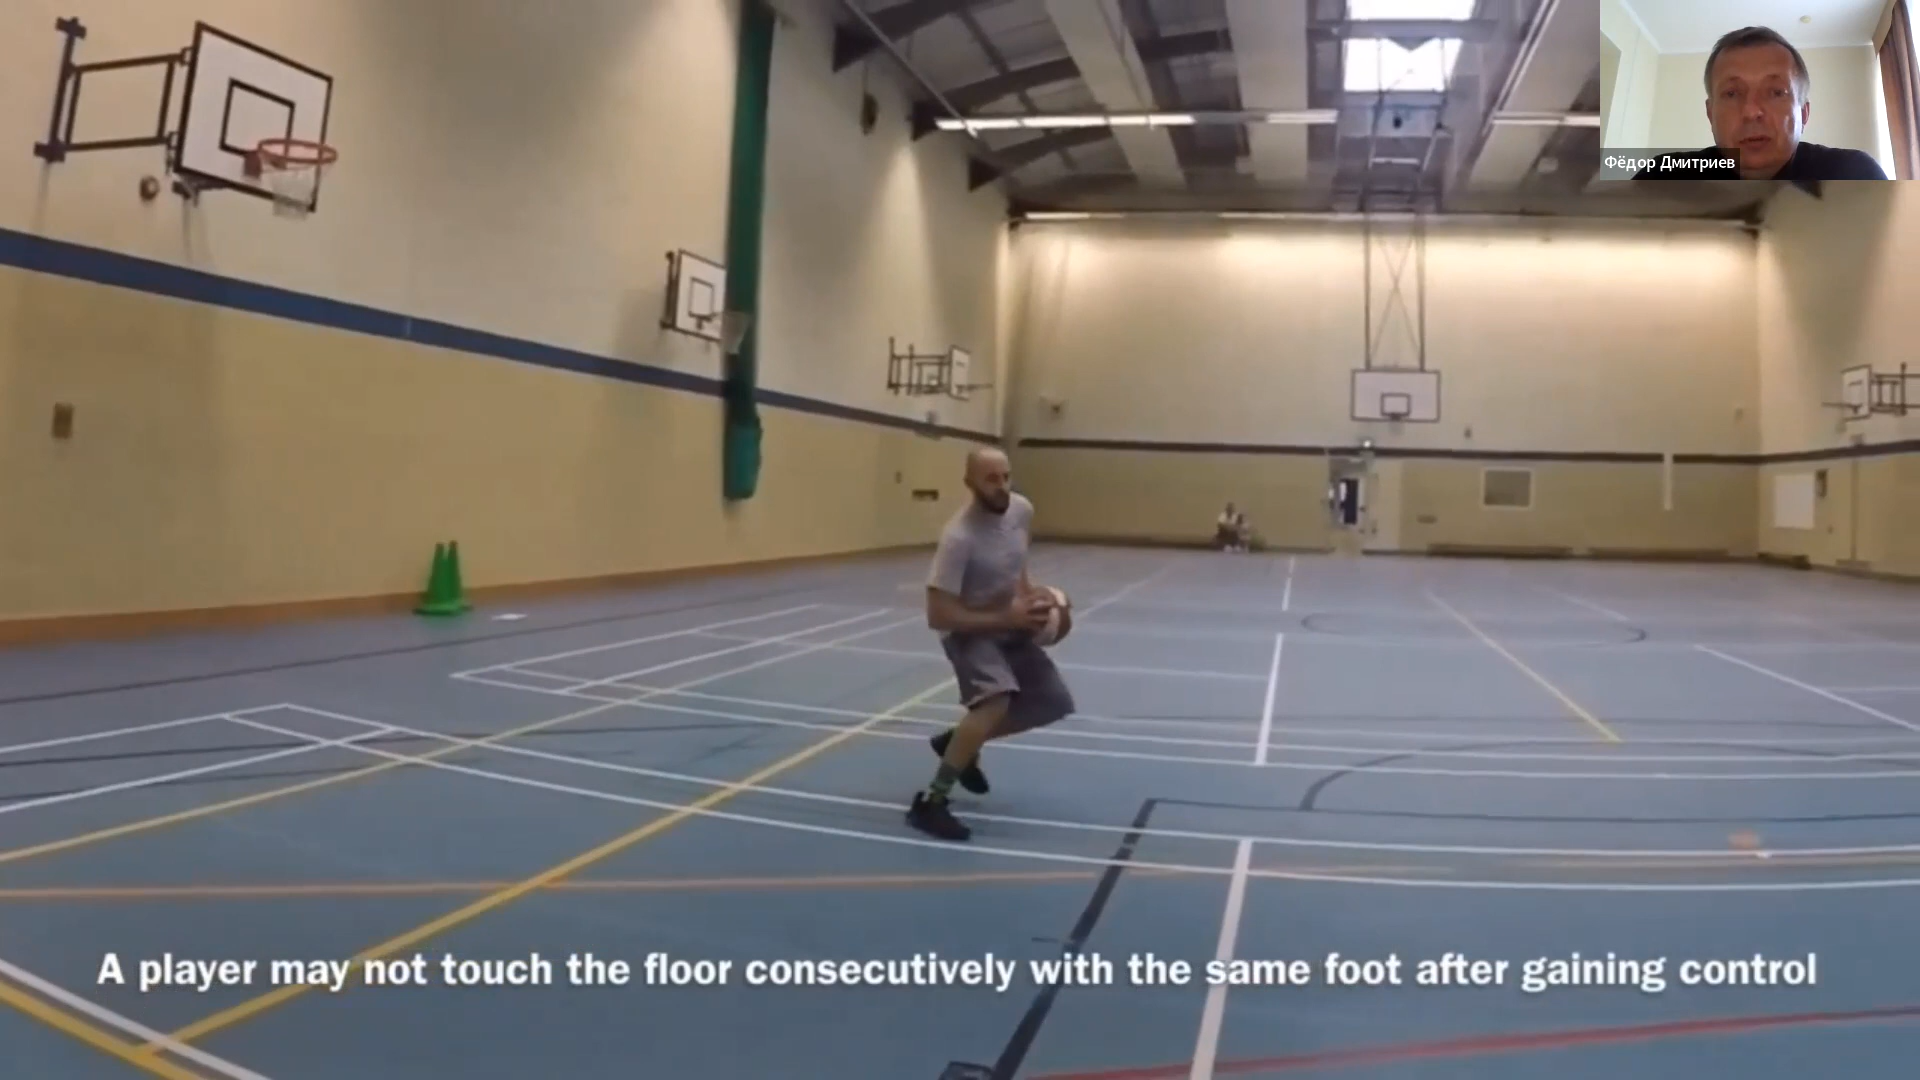 Фёдор Дмитриев
A player may not touch the floor consecutively with the same foot after gaining control